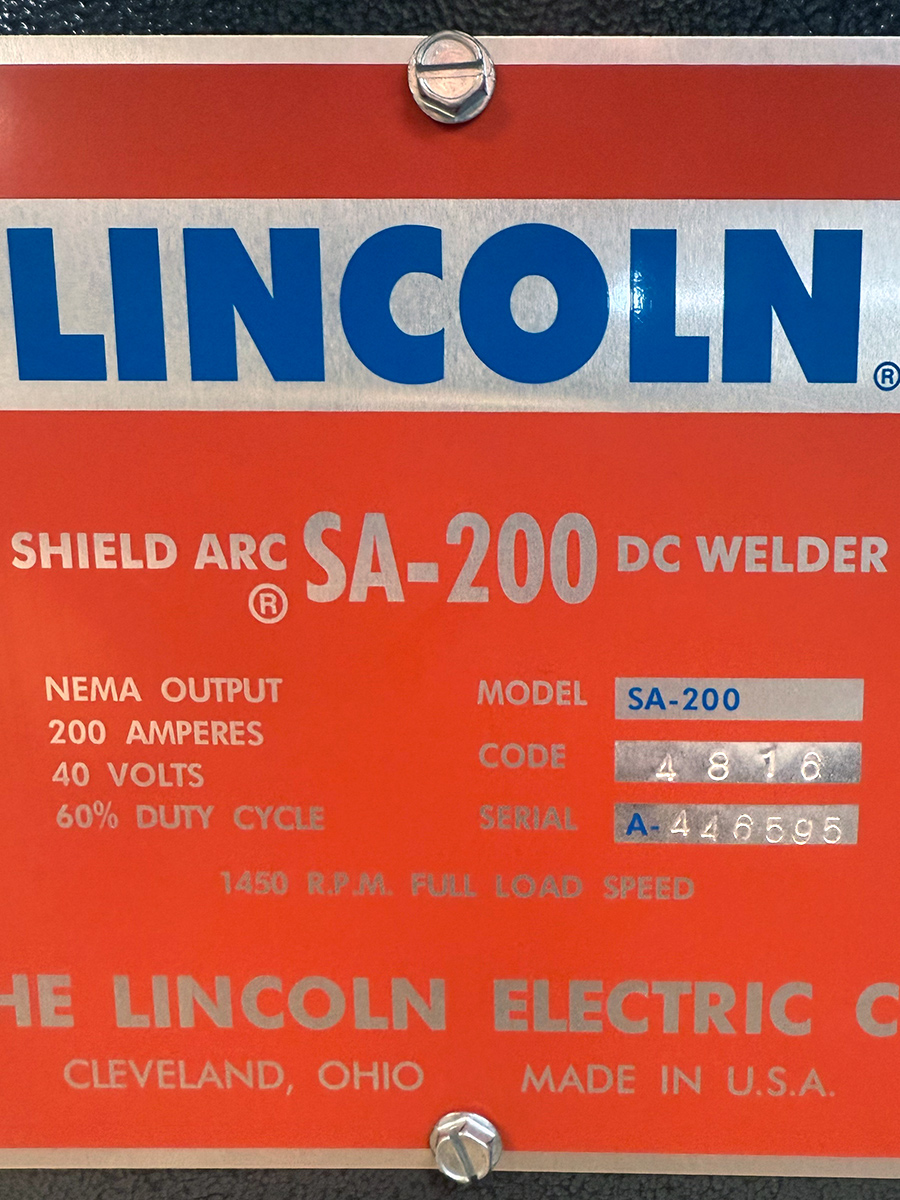 LINCOLN®
SHIELD ARC® SA-200 DC WELDER
NEMA OUTPUT
200 AMPERES
40 VOLTS
60% DUTY CYCLE
MODEL SA-200
CODE 4816
SERIAL A-446595
1450 R.P.M. FULL LOAD SPEED
HE LINCOLN ELECTRIC C
CLEVELAND, OHIO MADE IN U.S.A.